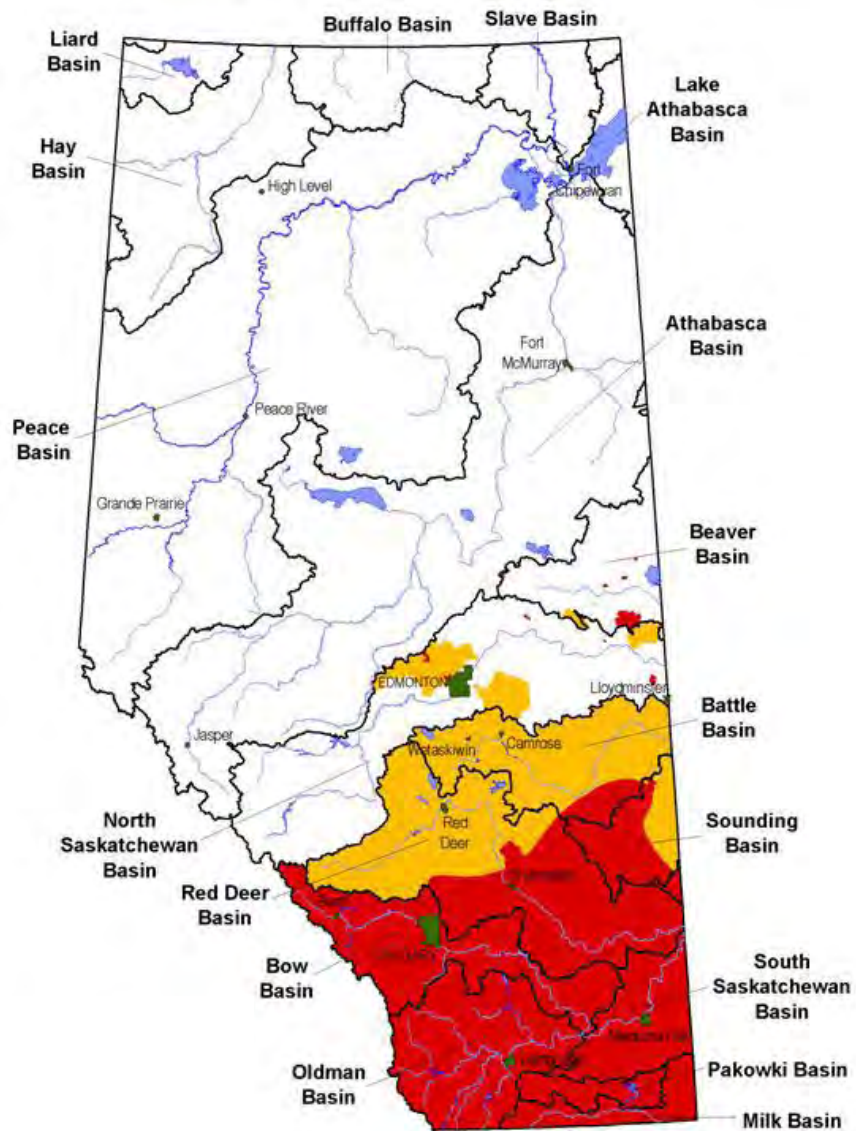 Buffalo Basin
Slave Basin
Liard
Basin
Lake
Athabasca
Basin
Hay
Basin
High Level
Fort
Chipewyan
Athabasca
Basin
Fort
McMurray
Peace River
Peace
Basin
Grande Prairie
Beaver
Basin
EDMONTON
Lloydminster
Battle
Basin
Jasper
Wetaskiwin
Camrose
North
Saskatchewan
Basin
Red
Deer
Sounding
Basin
Red Deer
Basin
Bow
Basin
South
Saskatchewan
Basin
Oldman
Basin
Pakowki Basin
Milk Basin